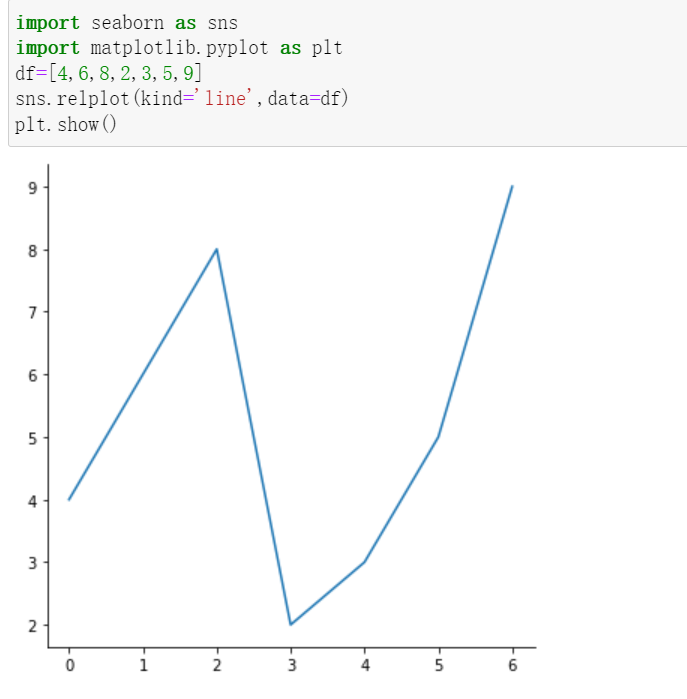 import seaborn as sns
import matplotlib.pyplot as plt
df=[4,6,8,2,3,5,9]
sns.relplot(kind='line',data=df)
plt.show()
9
8
7
6
5
4
3
2
0 1 2 3 4 5 6